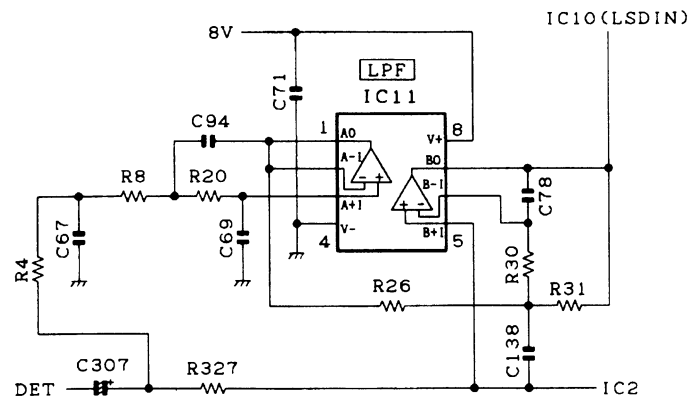 IC10(LSDIN)
8V
LPF
IC11
C71
C94
1
8
A0
V+
A-I
B0
R8
R20
B-I
C78
A+I
V-
B+I
4
5
C67
C69
R4
R30
R26
R31
C138
C307
+
R327
DET
IC2